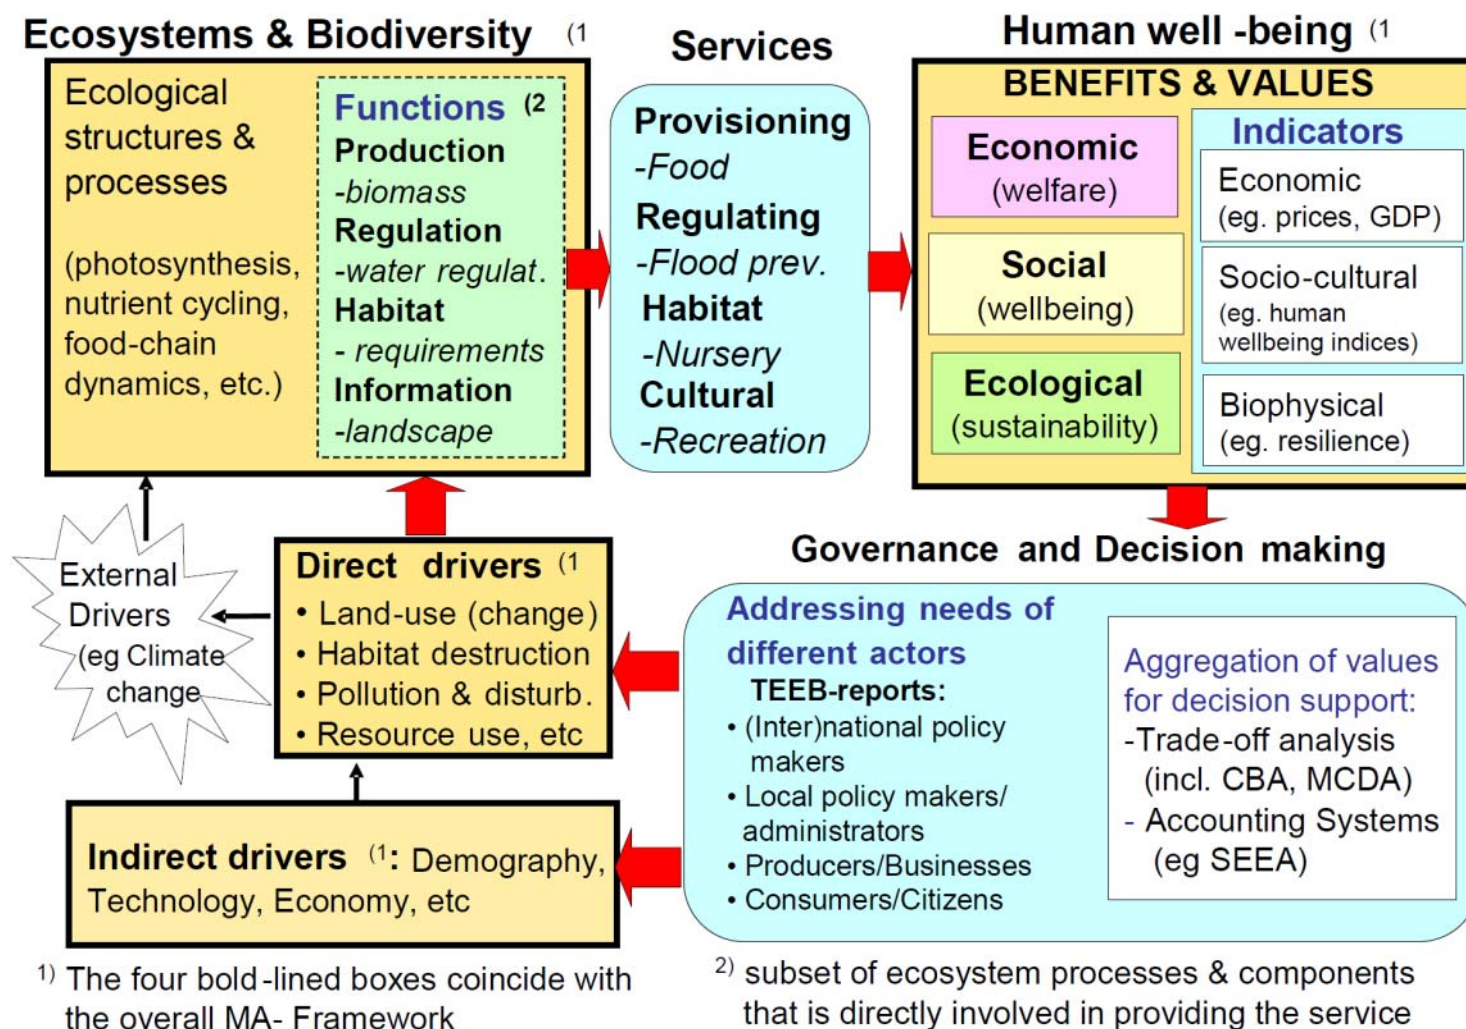 Ecosystems & Biodiversity (1
Ecological
structures &
processes
(photosynthesis,
nutrient cycling,
food-chain
dynamics, etc.)
Functions (2
Production
-biomass
Regulation
-water regulat.
Habitat
- requirements
Information
-landscape
Services
Provisioning
-Food
Regulating
-Flood prev.
Habitat
-Nursery
Cultural
-Recreation
Human well -being (1
BENEFITS & VALUES
Economic
(welfare)
Social
(wellbeing)
Ecological
(sustainability)
Indicators
Economic
(eg. prices, GDP)
Socio-cultural
(eg. human
wellbeing indices)
Biophysical
(eg. resilience)
External
Drivers
(eg Climate
change
Direct drivers (1
• Land-use (change)
• Habitat destruction
• Pollution & disturb.
• Resource use, etc
Indirect drivers (1: Demography,
Technology, Economy, etc
Governance and Decision making
Addressing needs of
different actors
TEEB-reports:
• (Inter)national policy
makers
• Local policy makers/
administrators
• Producers/Businesses
• Consumers/Citizens
Aggregation of values
for decision support:
-Trade-off analysis
(incl. CBA, MCDA)
- Accounting Systems
(eg SEEA)
1) The four bold-lined boxes coincide with
the overall MA- Framework
2) subset of ecosystem processes & components
that is directly involved in providing the service